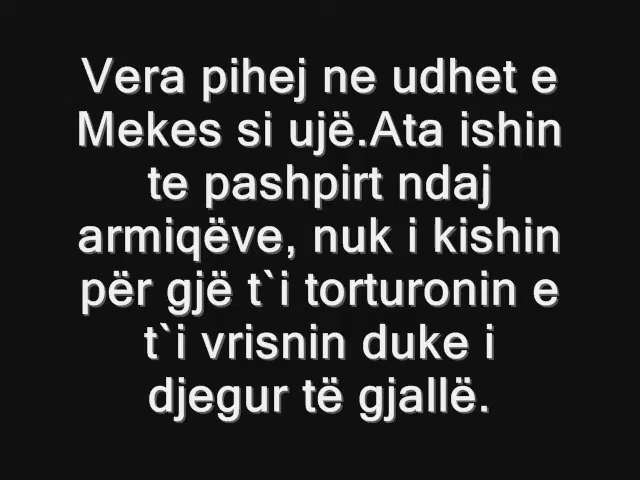 Vera pihej ne udhet e
Mekes si ujë.Ata ishin
te pashpirt ndaj
armiqëve, nuk i kishin
për gjë t`i torturonin e
t`i vrisnin duke i
djegur të gjallë.